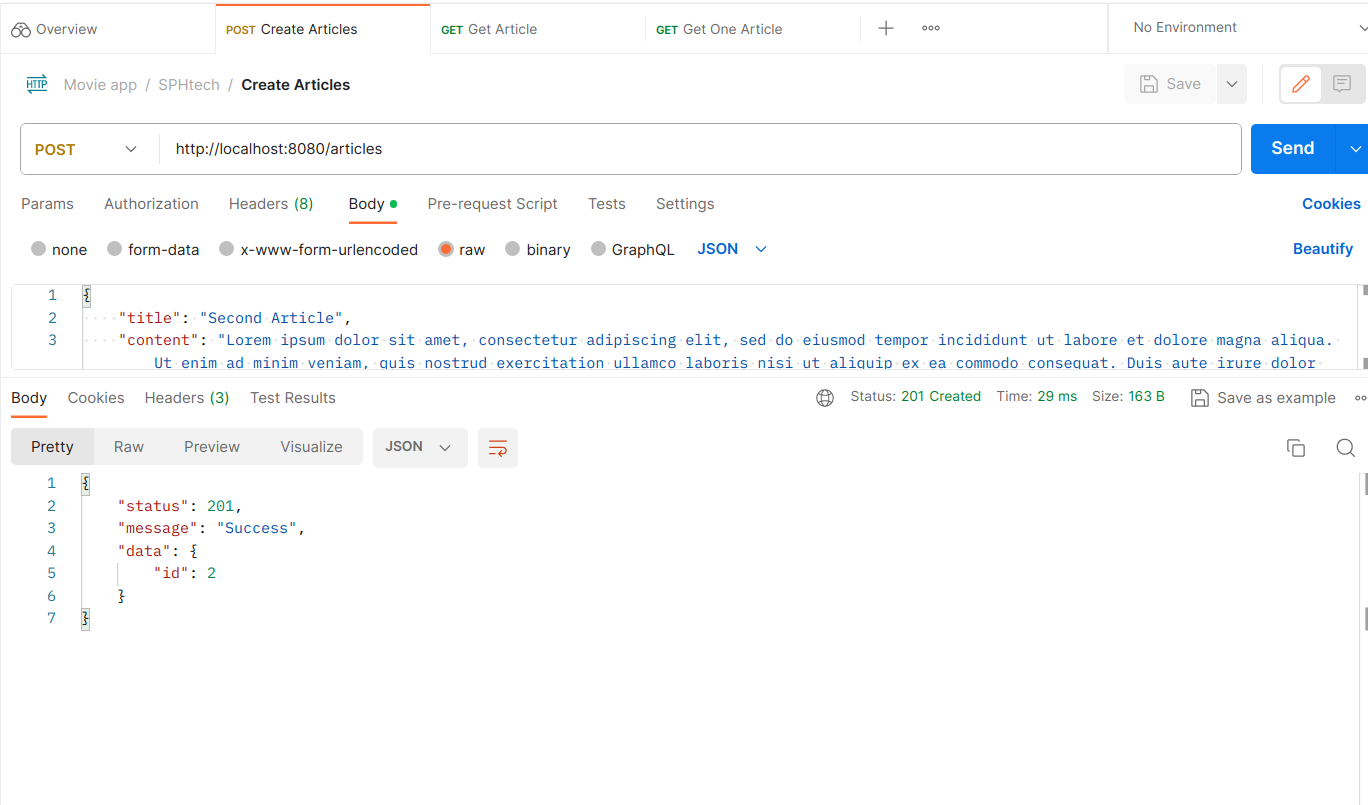 Overview
POST Create Articles
GET Get Article
GET Get One Article
No Environment
HTTP Movie app / SPHtech / Create Articles
Save
POST http://localhost:8080/articles
Send
Params Authorization Headers (8) Body Pre-request Script Tests Settings Cookies
none form-data x-www-form-urlencoded raw binary GraphQL JSON Beautify
1 {
2 "title": "Second Article",
3 "content": "Lorem ipsum dolor sit amet, consectetur adipiscing elit, sed do eiusmod tempor incididunt ut labore et dolore magna aliqua.
Ut enim ad minim veniam, quis nostrud exercitation ullamco laboris nisi ut aliquip ex ea commodo consequat. Duis aute irure dolor
Body Cookies Headers (3) Test Results Status: 201 Created Time: 29 ms Size: 163 B Save as example
Pretty Raw Preview Visualize JSON
1 {
2 "status": 201,
3 "message": "Success",
4 "data": {
5 "id": 2
6 }
7 }